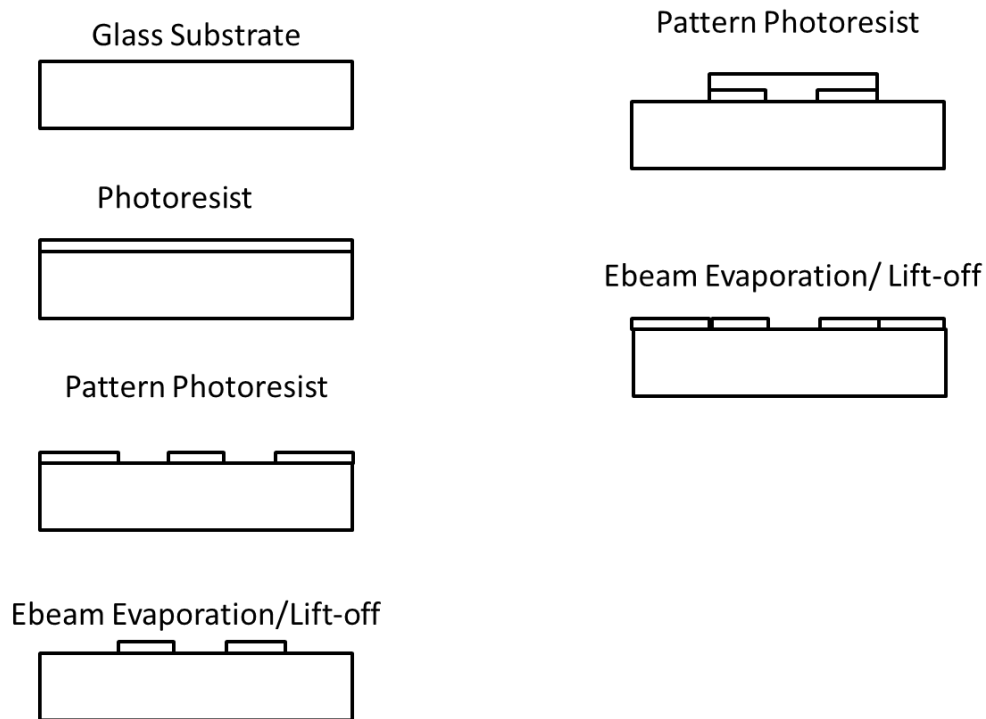 Glass Substrate
Photoresist
Pattern Photoresist
Ebeam Evaporation/Lift-off
Pattern Photoresist
Ebeam Evaporation/ Lift-off